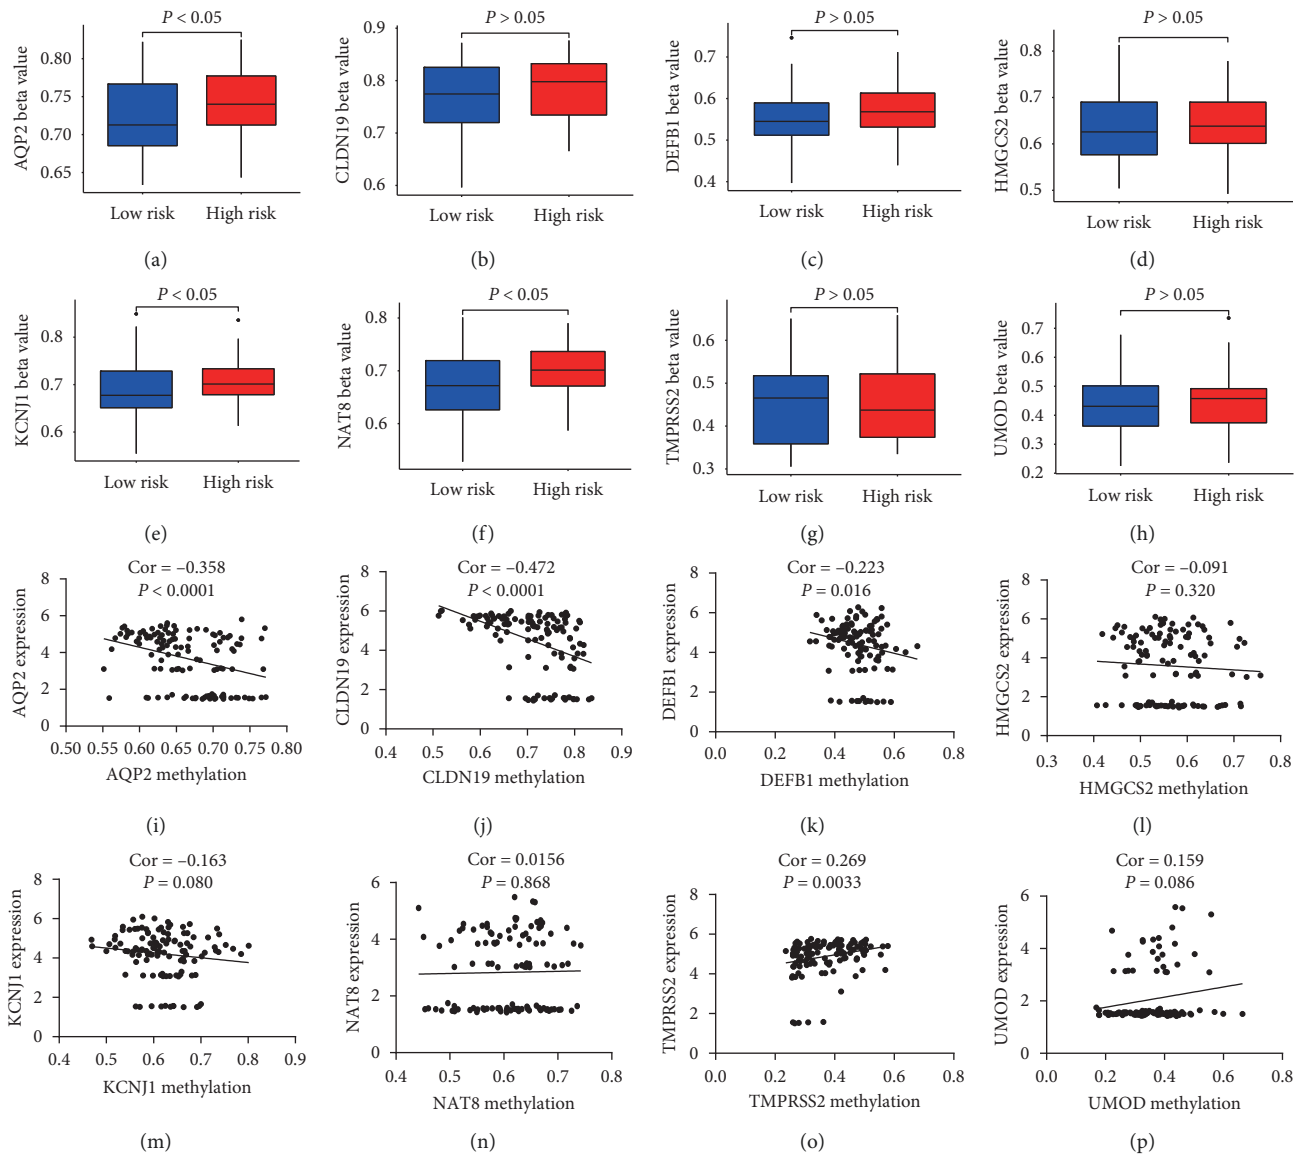 P < 0.05
AQP2 beta value
0.80
0.75
0.70
0.65
Low risk High risk
(a)
P > 0.05
CLDN19 beta value
0.9
0.8
0.7
0.6
Low risk High risk
(b)
P > 0.05
DEFB1 beta value
0.7
0.6
0.5
0.4
Low risk High risk
(c)
P > 0.05
HMGCS2 beta value
0.8
0.7
0.6
0.5
Low risk High risk
(d)
P < 0.05
KCNJ1 beta value
0.8
0.7
0.6
Low risk High risk
(e)
P < 0.05
NAT8 beta value
0.8
0.7
0.6
Low risk High risk
(f)
P > 0.05
TMPRSS2 beta value
0.6
0.5
0.4
0.3
Low risk High risk
(g)
P > 0.05
UMOD beta value
0.7
0.6
0.5
0.4
0.3
0.2
Low risk High risk
(h)
Cor = –0.358
P < 0.0001
AQP2 expression
8
6
4
2
0
0.50 0.55 0.60 0.65 0.70 0.75 0.80
AQP2 methylation
(i)
Cor = –0.472
P < 0.0001
CLDN19 expression
8
6
4
2
0
0.4 0.5 0.6 0.7 0.8 0.9
CLDN19 methylation
(j)
Cor = –0.223
P = 0.016
DEFB1 expression
8
6
4
2
0
0.0 0.2 0.4 0.6 0.8
DEFB1 methylation
(k)
Cor = –0.091
P = 0.320
HMGCS2 expression
8
6
4
2
0
0.3 0.4 0.5 0.6 0.7 0.8
HMGCS2 methylation
(l)
Cor = –0.163
P = 0.080
KCNJ1 expression
8
6
4
2
0
0.4 0.5 0.6 0.7 0.8 0.9
KCNJ1 methylation
(m)
Cor = 0.0156
P = 0.868
NAT8 expression
6
4
2
0
0.4 0.5 0.6 0.7 0.8
NAT8 methylation
(n)
Cor = 0.269
P = 0.0033
TMPRSS2 expression
8
6
4
2
0
0.0 0.2 0.4 0.6 0.8
TMPRSS2 methylation
(o)
Cor = 0.159
P = 0.086
UMOD expression
6
4
2
0
0.0 0.2 0.4 0.6 0.8
UMOD methylation
(p)